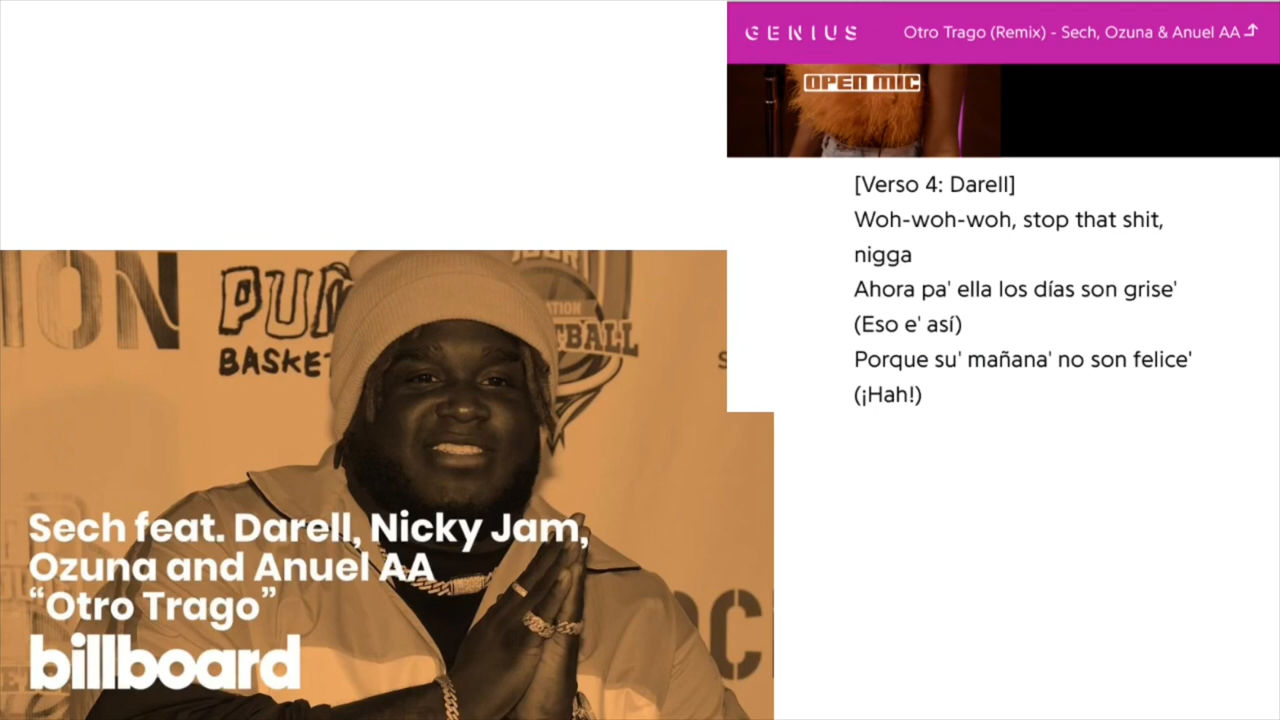 GENIUS
Otro Trago (Remix) - Sech, Ozuna & Anuel AA
OPEN MIC
[Verso 4: Darell]
Woh-woh-woh, stop that shit,
nigga
Ahora pa' ella los días son grise'
(Eso e' así)
Porque su' mañana' no son felice'
(¡Hah!)
BASKET
TBALL
Sech feat. Darell, Nicky Jam,
Ozuna and Anuel AA
“Otro Trago”
billboard